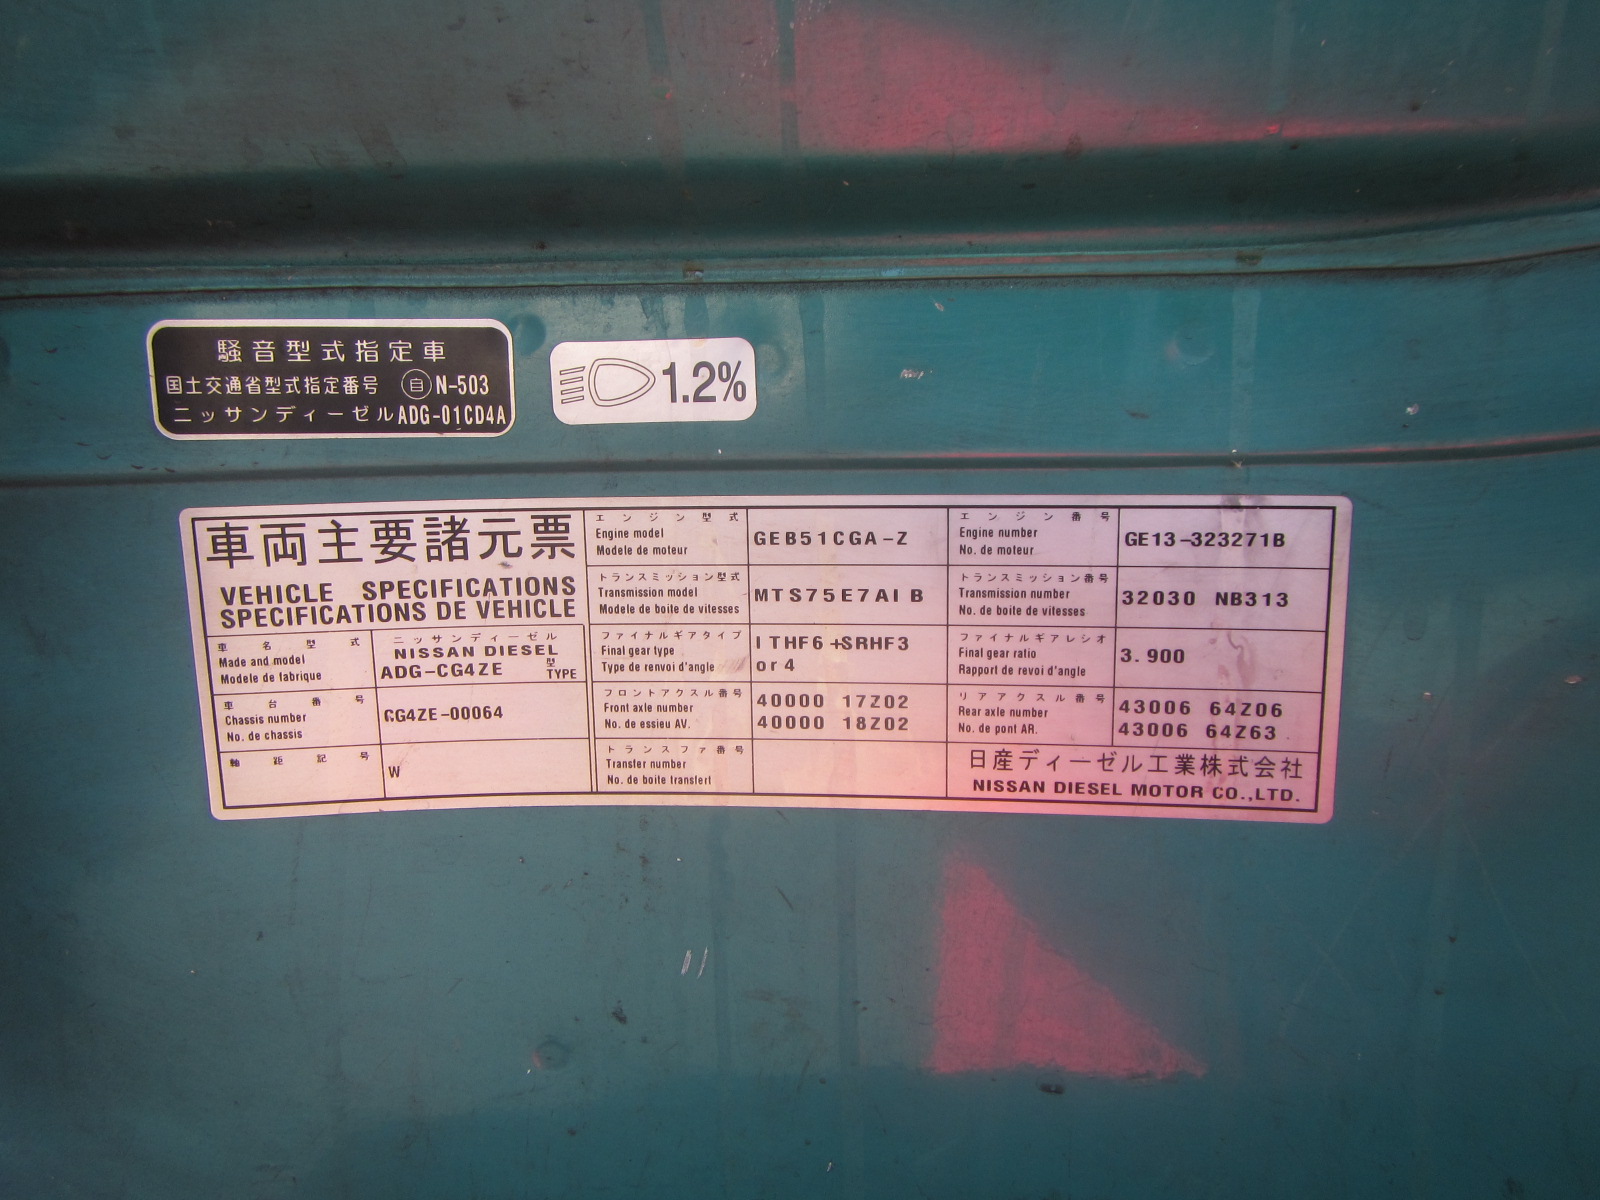 騒音型式指定車
国土交通省型式指定番号 自 N-503
ニッサンディーゼル ADG-01CD4A
1.2%
車両主要諸元票
VEHICLE SPECIFICATIONS
SPECIFICATIONS DE VEHICLE
車名型式
Made and model
Modele de fabrique
ニッサンディーゼル
NISSAN DIESEL
ADG-CG4ZE 型 TYPE
車台番号
Chassis number
No. de chassis
CG4ZE-00064
軸距記号
W
エンジン型式
Engine model
Modele de moteur
GEB51CGA-Z
トランスミッション型式
Transmission model
Modele de boite de vitesses
MTS75E7AI B
ファイナルギアタイプ
Final gear type
Type de renvoi d'angle
I THF6+SRHF3
or 4
フロントアクスル番号
Front axle number
No. de essieu AV.
40000 17Z02
40000 18Z02
トランスファ番号
Transfer number
No. de boite transfert
エンジン番号
Engine number
No. de moteur
GE13-323271B
トランスミッション番号
Transmission number
No. de boite de vitesses
32030 NB313
ファイナルギアレシオ
Final gear ratio
Rapport de revoi d'angle
3.900
リアアクスル番号
Rear axle number
No. de pont AR.
43006 64Z06
43006 64Z63
日産ディーゼル工業株式会社
NISSAN DIESEL MOTOR CO.,LTD.